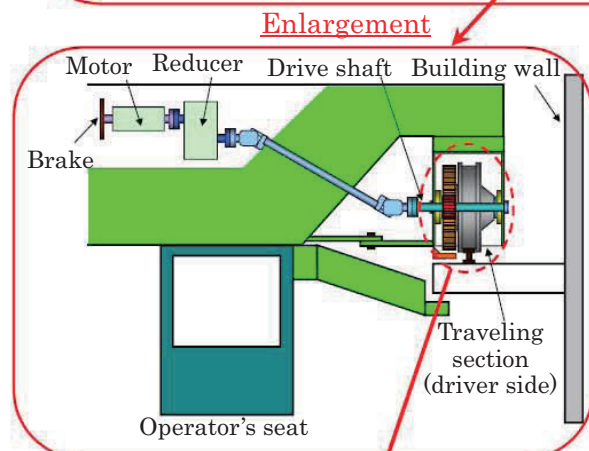 Enlargement
Motor
Reducer
Drive shaft
Building wall
Brake
Traveling
section
(driver side)
Operator's seat